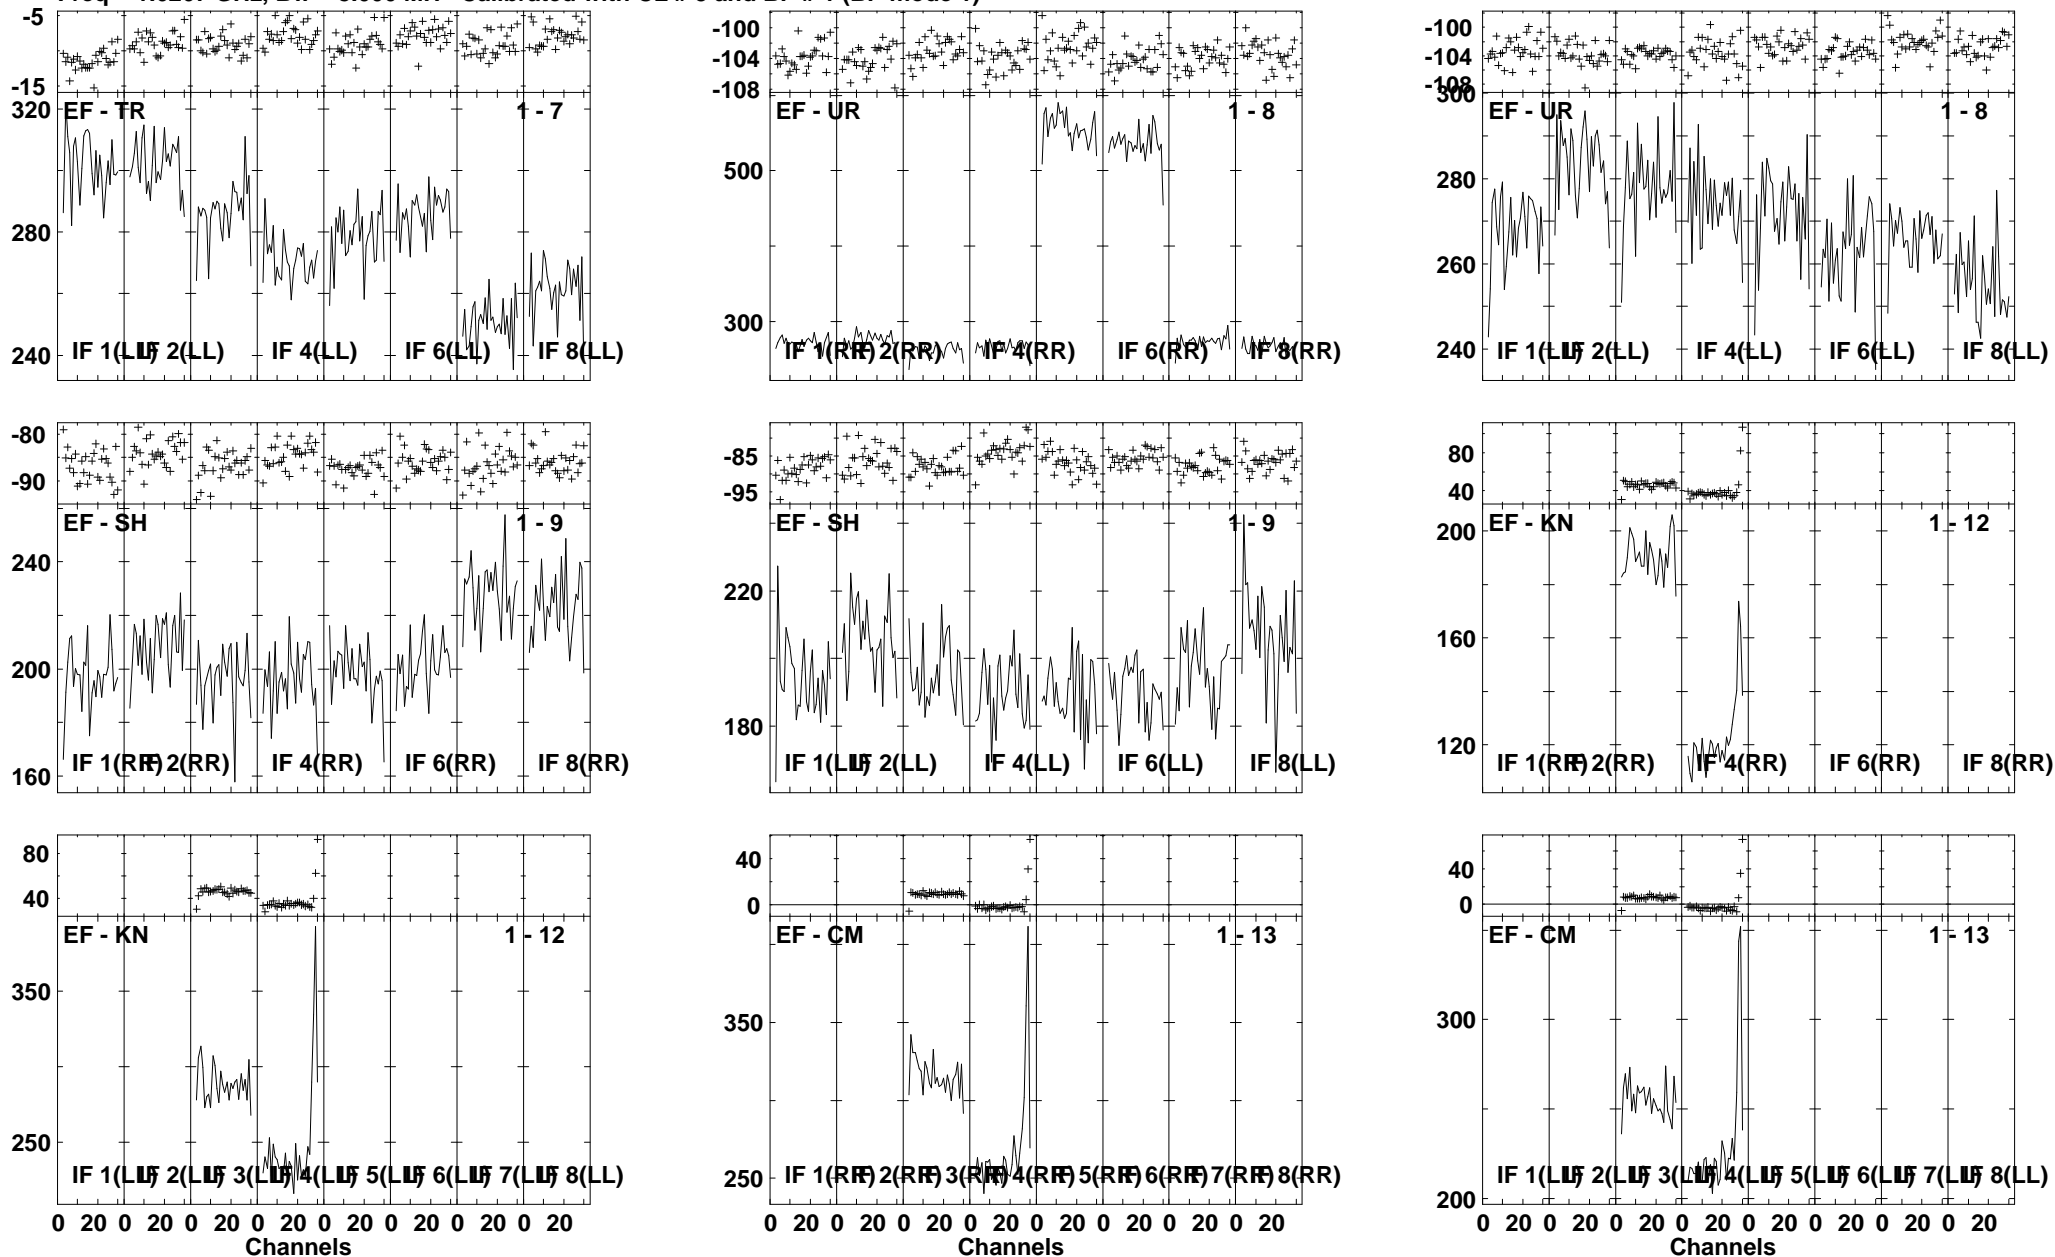 -5
-15
320
280
240
EF - TR
1 - 7
IF 1(LL) IF 2(LL) IF 4(LL) IF 6(LL) IF 8(LL)
-100
-104
-108
500
300
EF - UR
1 - 8
IF 1(RR) IF 2(RR) IF 4(RR) IF 6(RR) IF 8(RR)
-100
-104
-108
300
280
260
240
EF - UR
1 - 8
IF 1(LL) IF 2(LL) IF 4(LL) IF 6(LL) IF 8(LL)
-80
-90
240
200
160
EF - SH
1 - 9
IF 1(RR) IF 2(RR) IF 4(RR) IF 6(RR) IF 8(RR)
-85
-95
220
180
EF - SH
1 - 9
IF 1(LL) IF 2(LL) IF 4(LL) IF 6(LL) IF 8(LL)
80
40
200
160
120
EF - KN
1 - 12
IF 1(RR) IF 2(RR) IF 4(RR) IF 6(RR) IF 8(RR)
80
40
350
250
EF - KN
1 - 12
IF 1(LL) IF 2(LL) IF 3(LL) IF 4(LL) IF 5(LL) IF 6(LL) IF 7(LL) IF 8(LL)
0 20 0 20 0 20 0 20 0 20 0 20 0 20 0 20
Channels
40
0
350
250
EF - CM
1 - 13
IF 1(RR) IF 2(RR) IF 3(RR) IF 4(RR) IF 5(RR) IF 6(RR) IF 7(RR) IF 8(RR)
0 20 0 20 0 20 0 20 0 20 0 20 0 20 0 20
Channels
40
0
300
200
EF - CM
1 - 13
IF 1(LL) IF 2(LL) IF 3(LL) IF 4(LL) IF 5(LL) IF 6(LL) IF 7(LL) IF 8(LL)
0 20 0 20 0 20 0 20 0 20 0 20 0 20 0 20
Channels